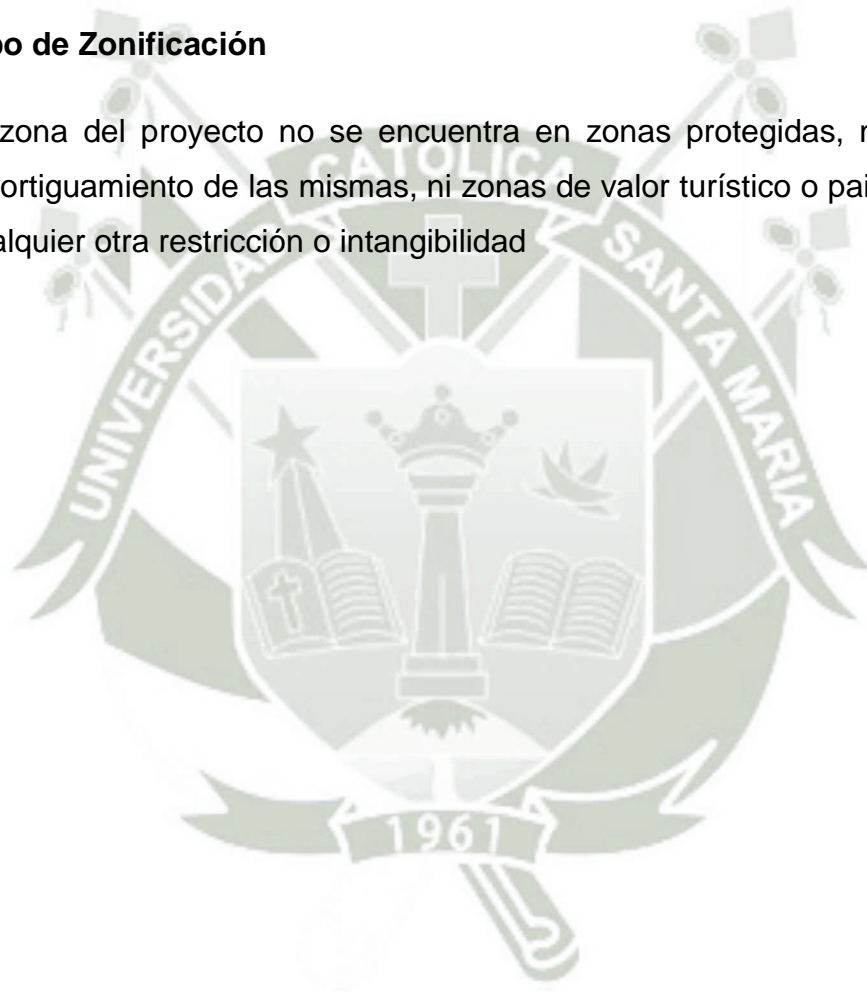 po de Zonificación
zona del proyecto no se encuentra en zonas protegidas, n
ortiguamiento de las mismas, ni zonas de valor turístico o pai
alquier otra restricción o intangibilidad
UNIVERSIDAD CATOLICA SANTA MARIA
1961